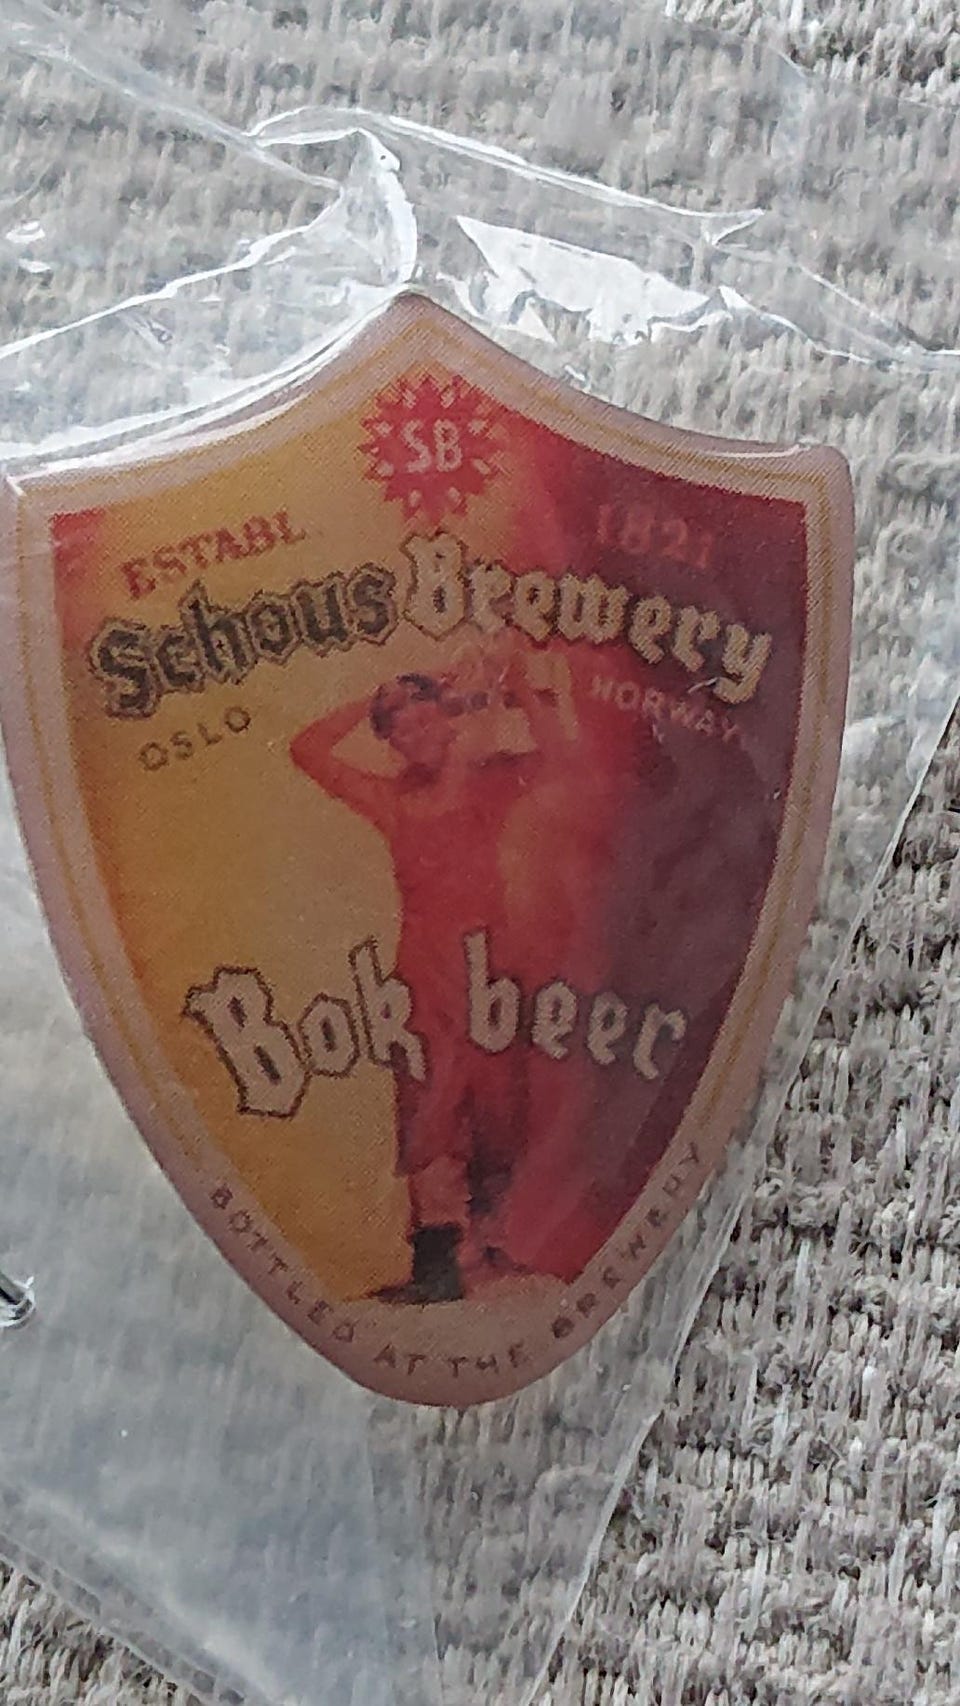 SB
ESTABL 1821
Schous Brewery
OSLO NORWAY
Bok beer
BOTTLED AT THE BREWERY